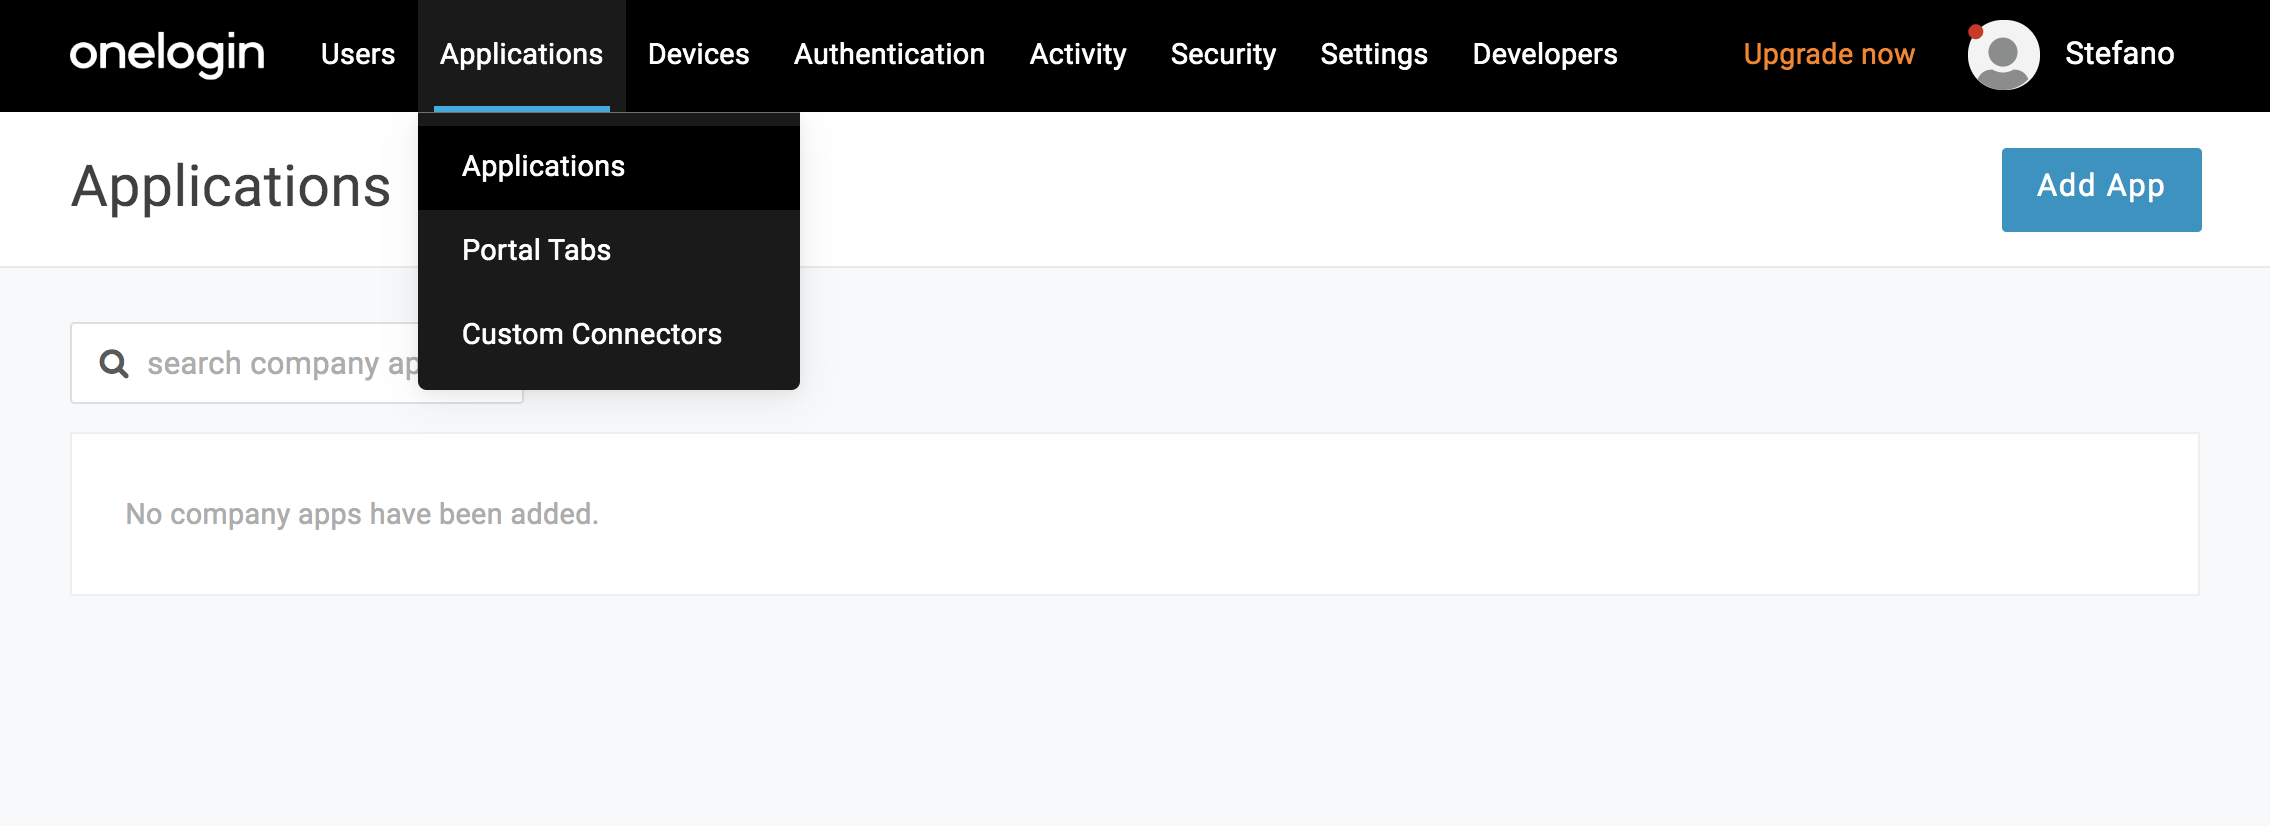 onelogin Users Applications Devices Authentication Activity Security Settings Developers Upgrade now Stefano
Applications
Add App
Applications
Portal Tabs
Custom Connectors
search company ap
No company apps have been added.